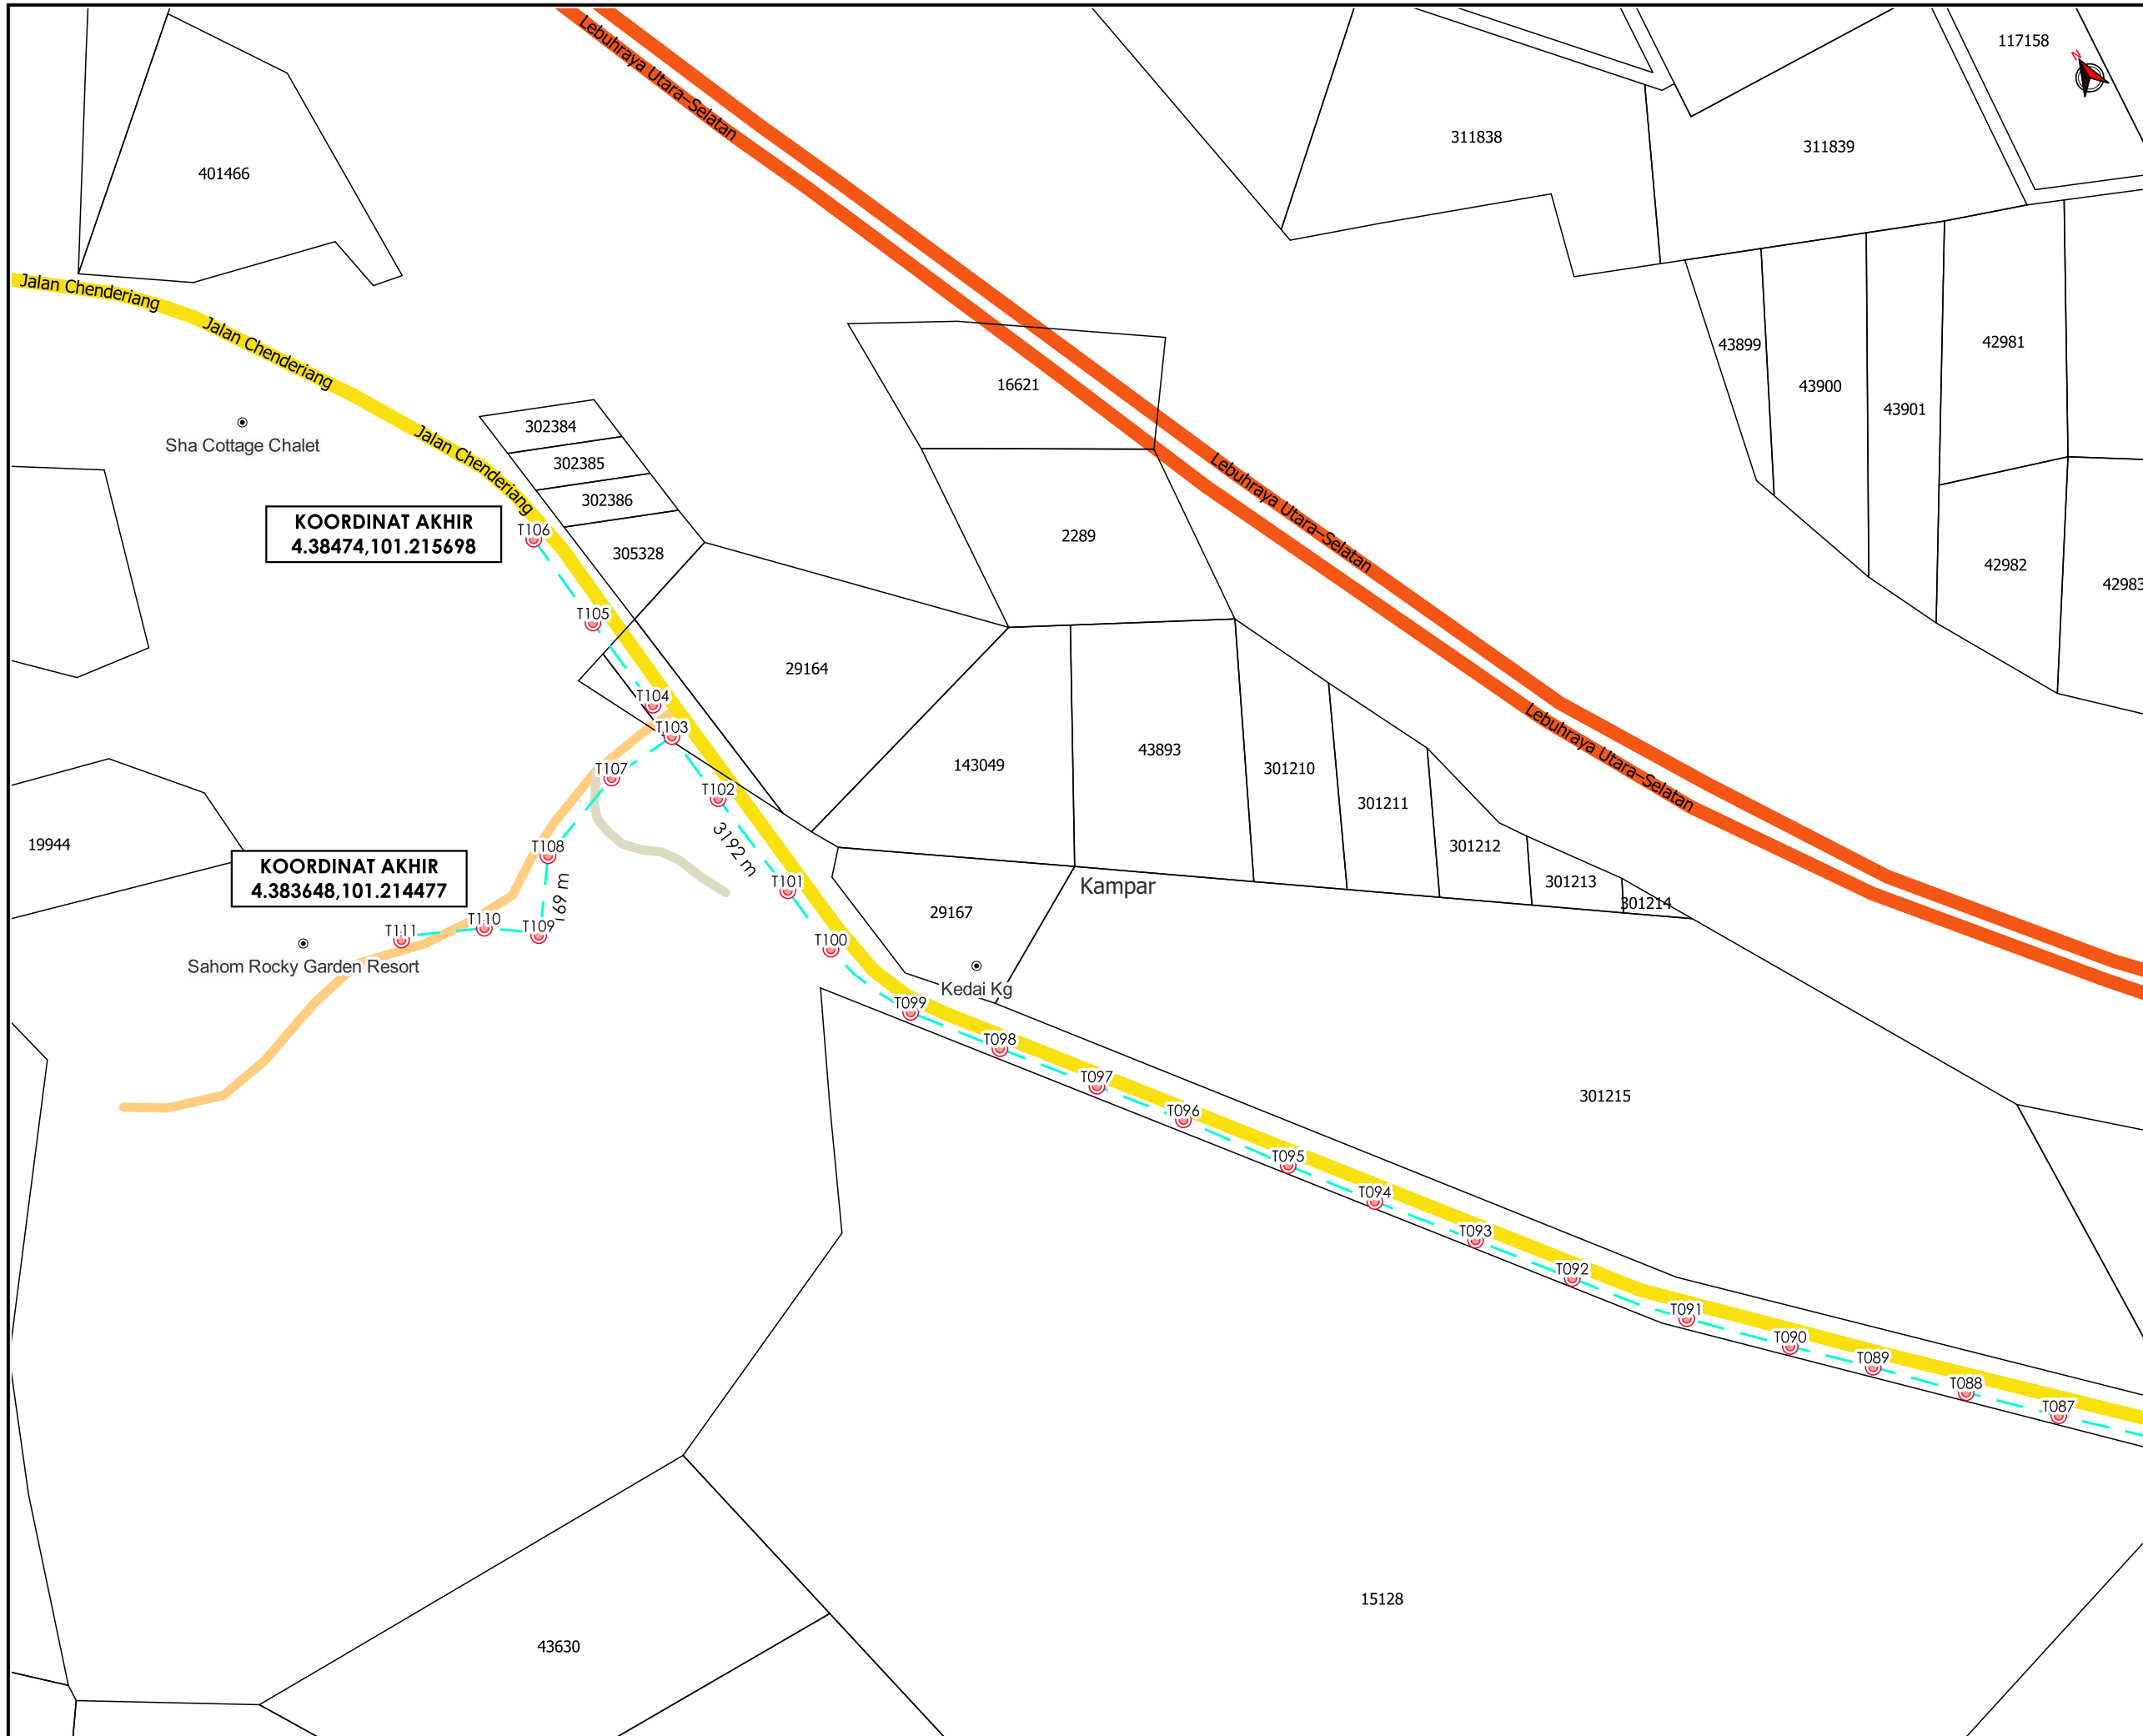 Lebuhraya Utara-Selatan
117158
N
311838
311839
401466
Jalan Chenderiang
Jalan Chenderiang
Jalan Chenderiang
43899
42981
16621
43900
43901
302384
302385
302386
305328
Sha Cottage Chalet
KOORDINAT AKHIR
4.38474,101.215698
T106
Lebuhraya Utara-Selatan
2289
42982
42983
T105
29164
T104
T103
Lebuhraya Utara-Selatan
143049
43893
301210
301211
301212
301213
301214
T107
T102
3192 m
19944
T108
KOORDINAT AKHIR
4.383648,101.214477
T101
Kampar
29167
169 m
T111
T110
T109
T100
Sahom Rocky Garden Resort
Kedai Kg
T099
T098
T097
T096
301215
T095
T094
T093
T092
T091
T090
T089
T088
T087
15128
43630